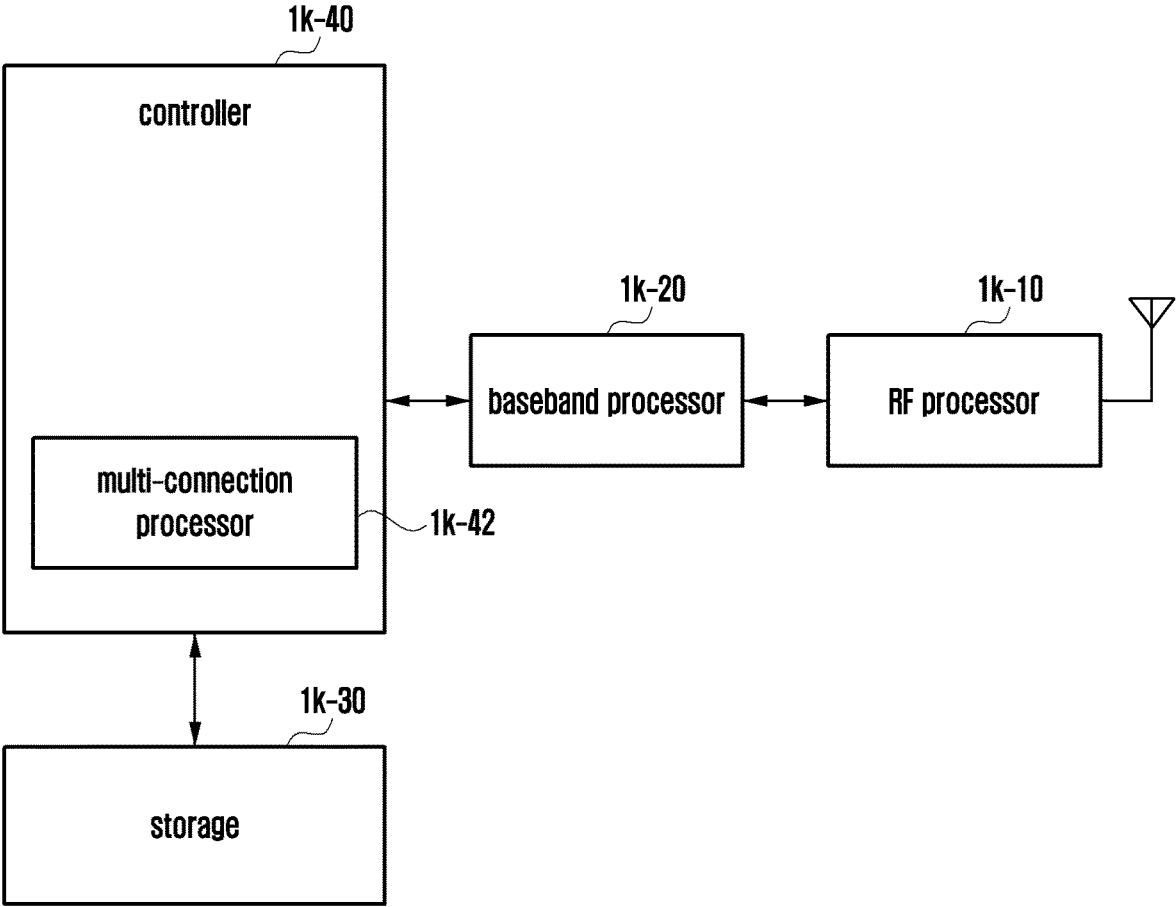 1k-40
controller
1k-20
1k-10
baseband processor
RF processor
multi-connection
processor
1k-42
1k-30
storage